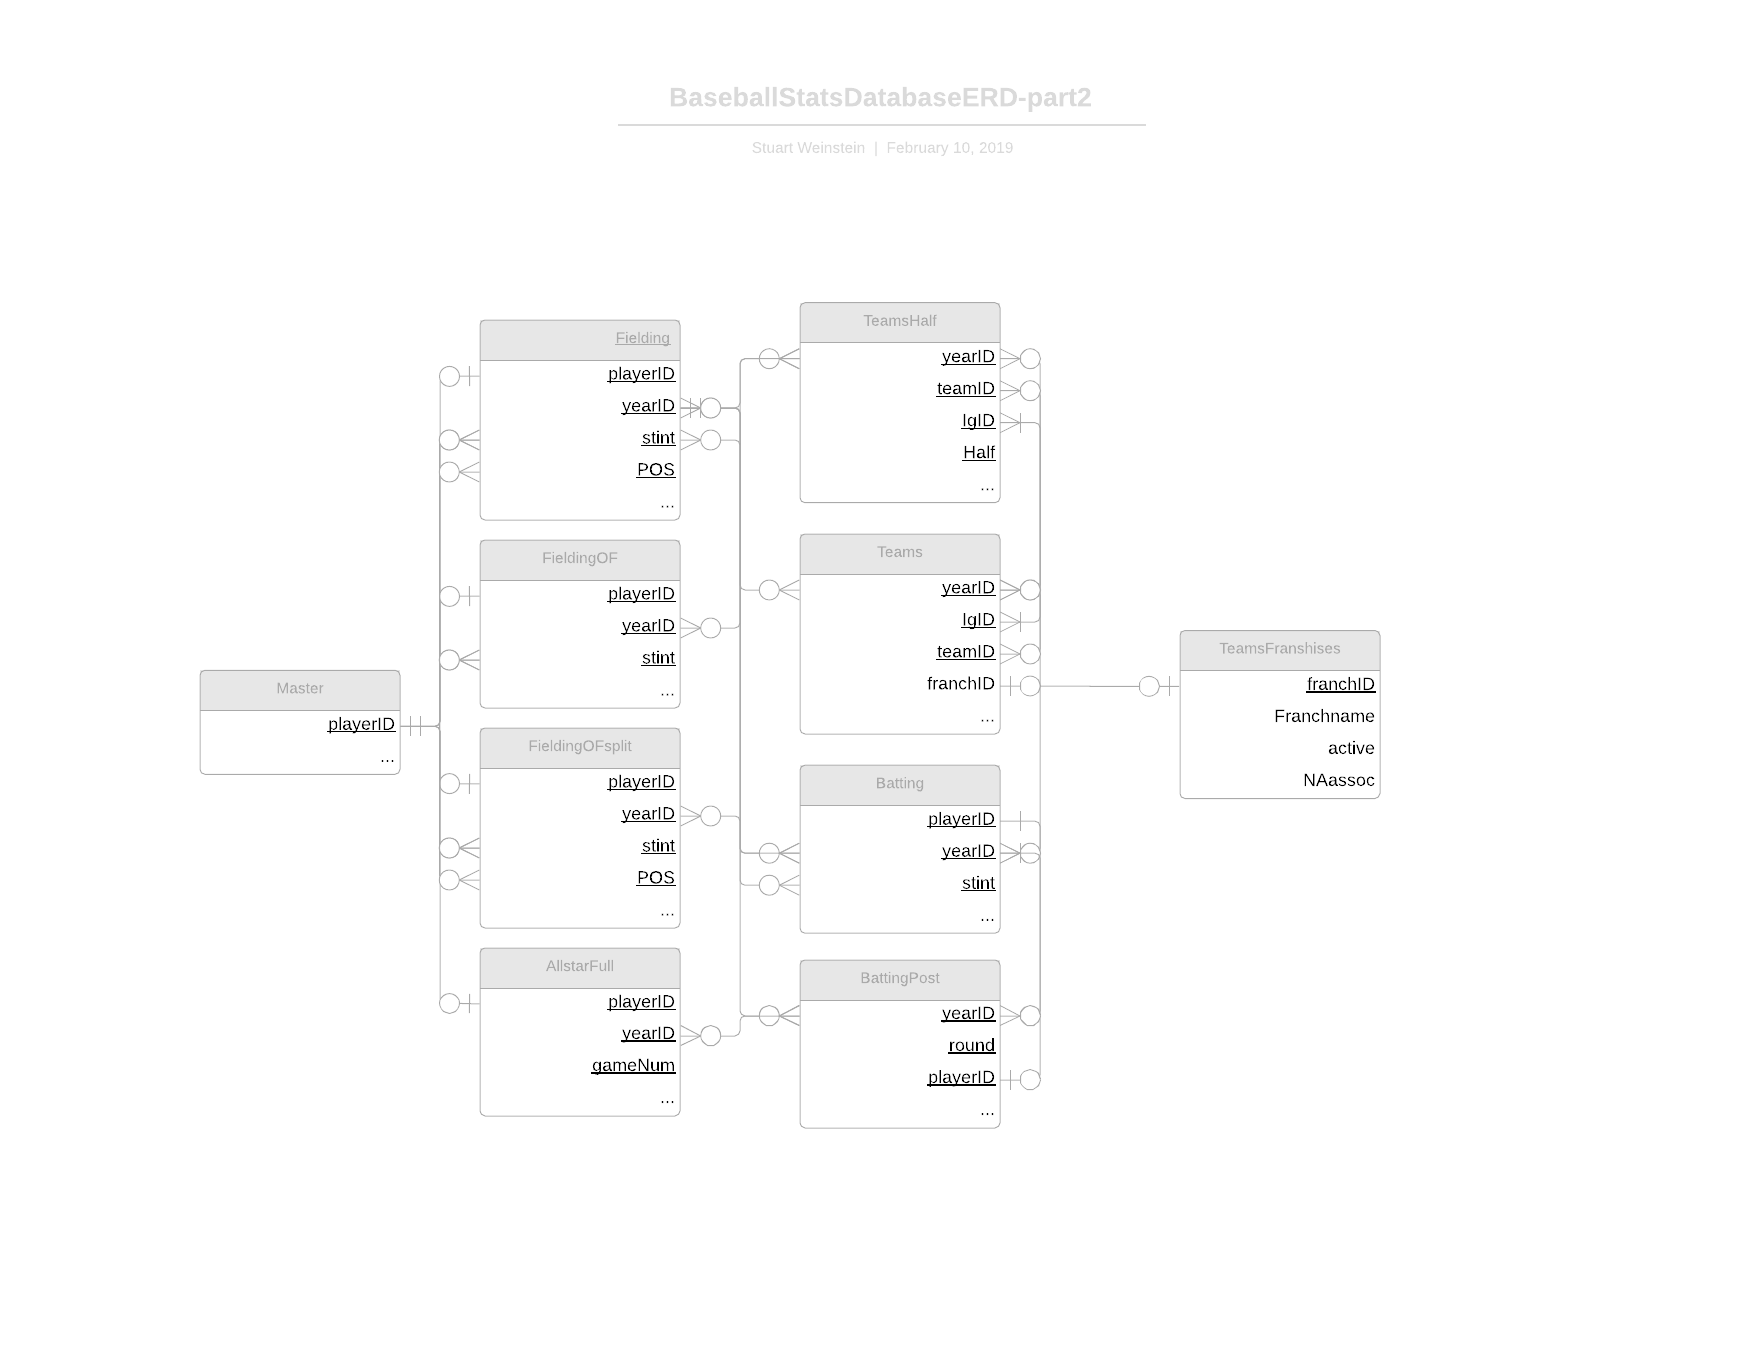 BaseballStatsDatabaseERD-part2
Stuart Weinstein | February 10, 2019
Master
playerID
...
Fielding
playerID
yearID
stint
POS
...
FieldingOF
playerID
yearID
stint
...
FieldingOFsplit
playerID
yearID
stint
POS
...
AllstarFull
playerID
yearID
gameNum
...
TeamsHalf
yearID
teamID
lgID
Half
...
Teams
yearID
lgID
teamID
franchID
...
Batting
playerID
yearID
stint
...
BattingPost
yearID
round
playerID
...
TeamsFranshises
franchID
Franchname
active
NAassoc